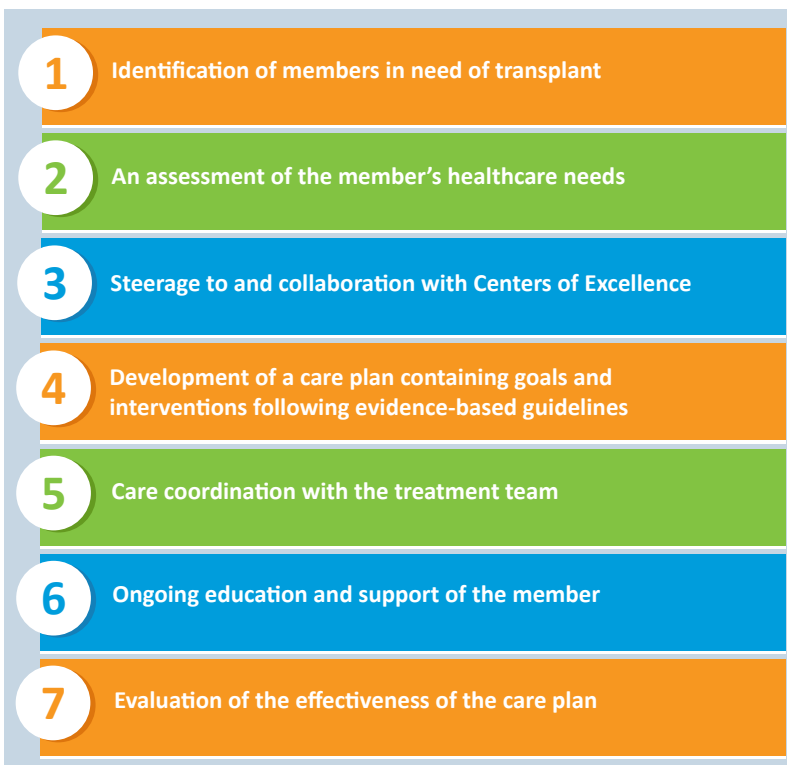 1
Identification of members in need of transplant
2
An assessment of the member’s healthcare needs
3
Steerage to and collaboration with Centers of Excellence
4
Development of a care plan containing goals and
interventions following evidence-based guidelines
5
Care coordination with the treatment team
6
Ongoing education and support of the member
7
Evaluation of the effectiveness of the care plan